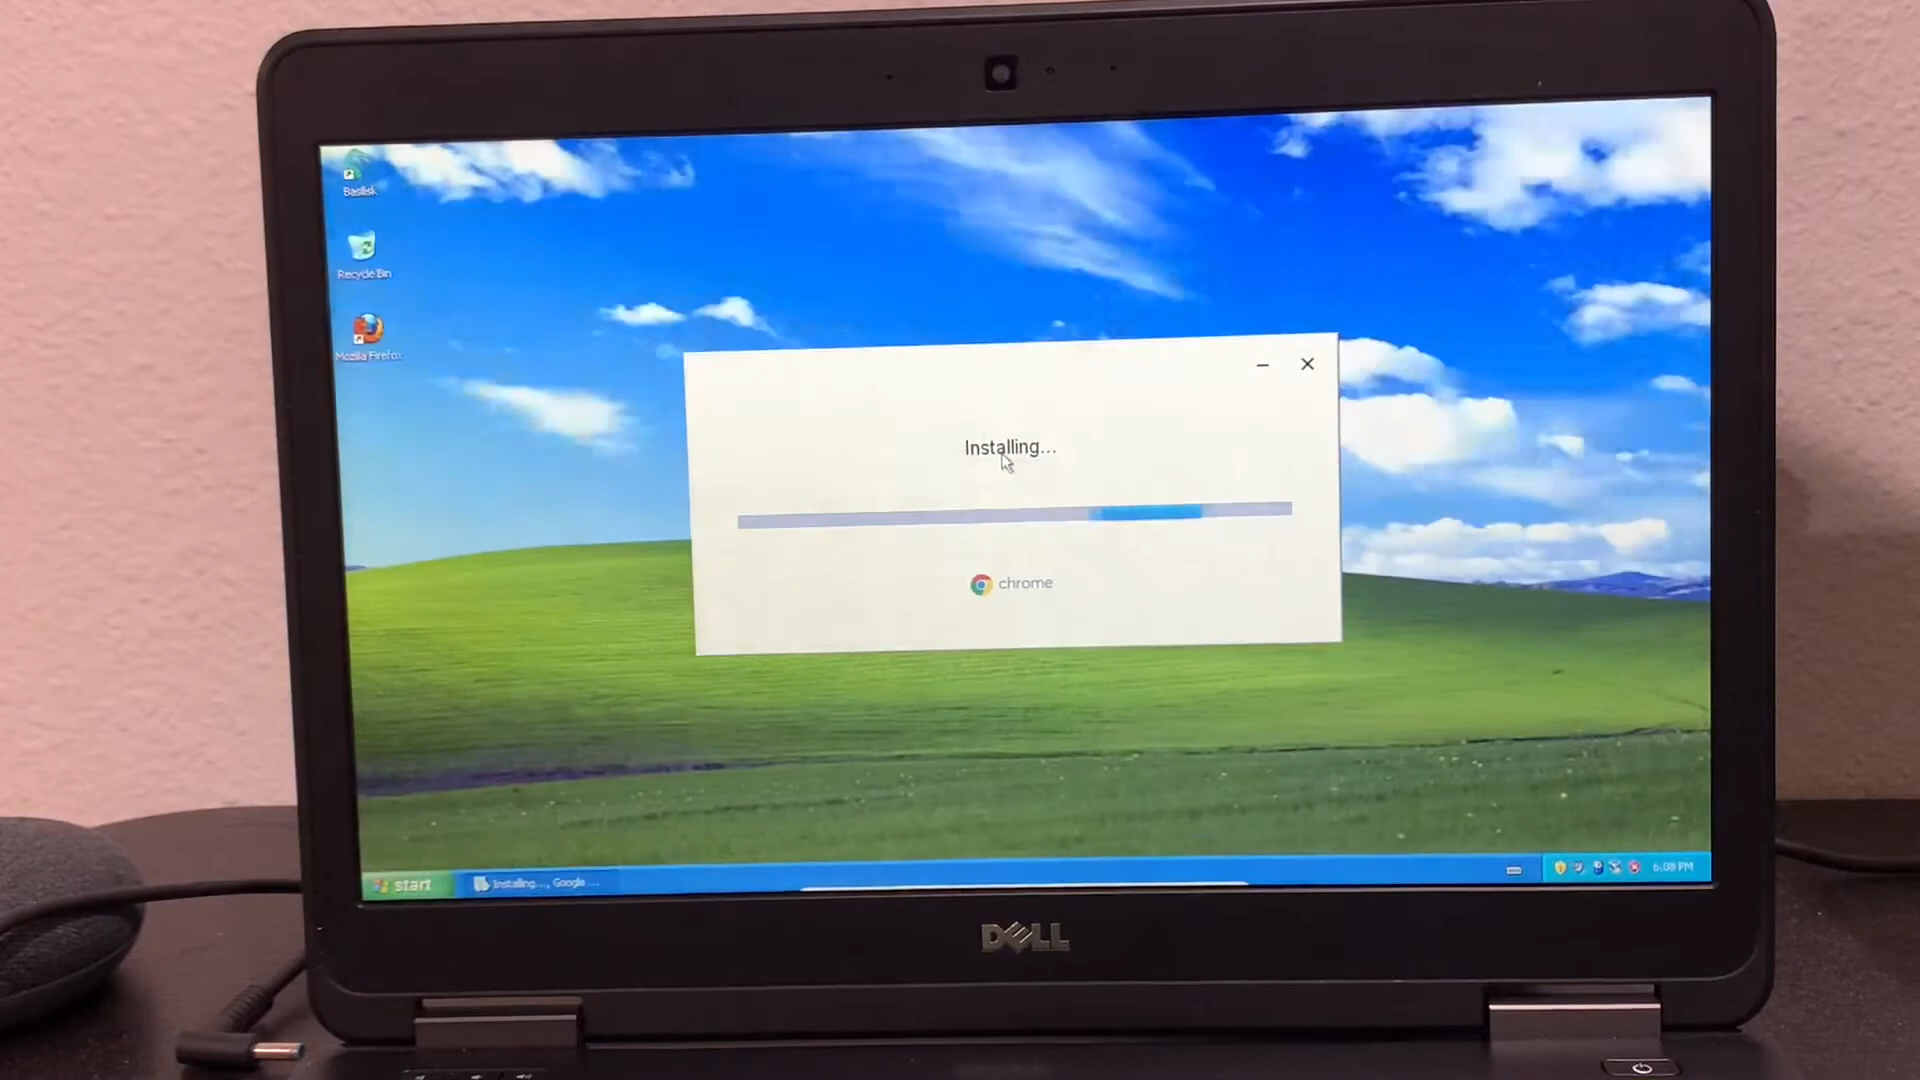 Basilisk
Recycle Bin
Mozilla Firefox
Installing...
chrome
start
Installing..., Google ...
6:08 PM
DELL